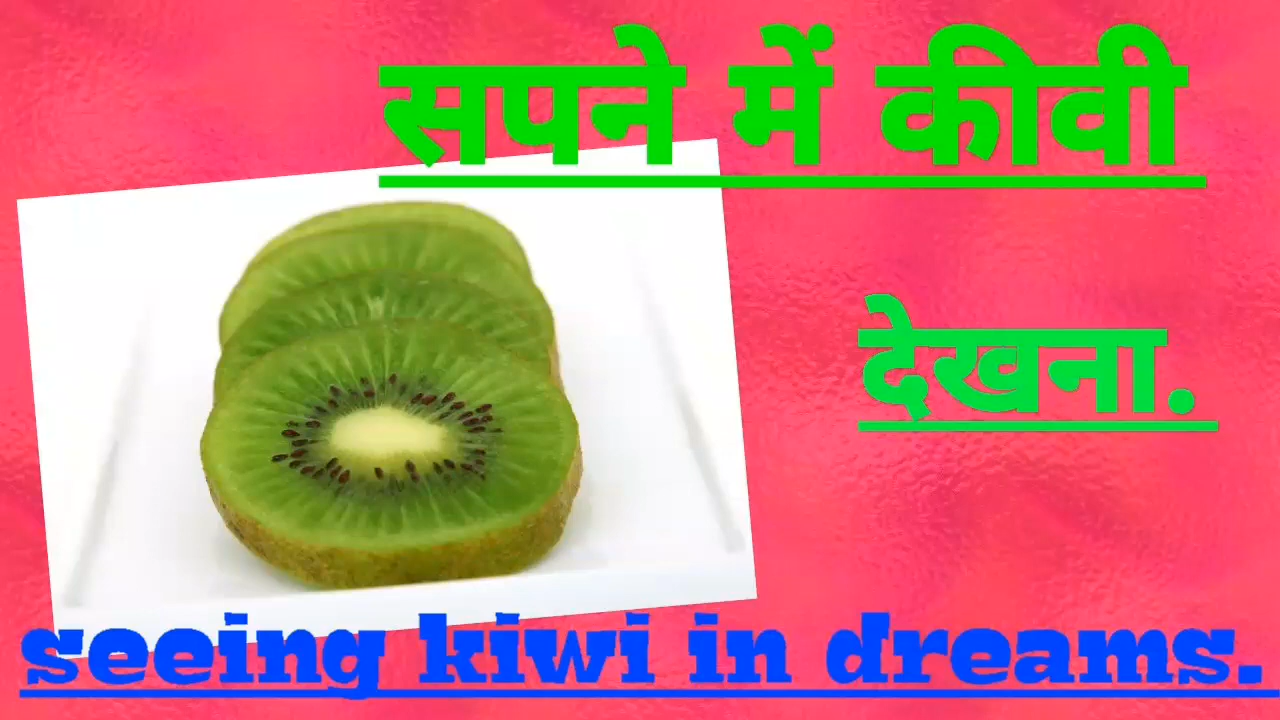 सपने में कीवी
देखना.
seeing kiwi in dreams.